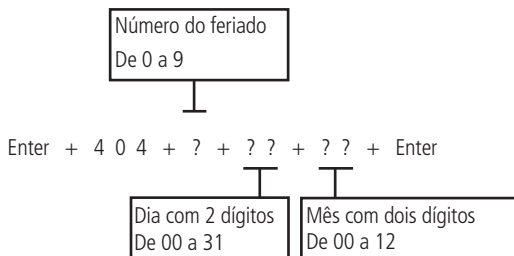 Número do feriado
De 0 a 9
Enter + 4 0 4 + ? + ? ? + ? ? + Enter
Dia com 2 dígitos
De 00 a 31
Mês com dois dígitos
De 00 a 12